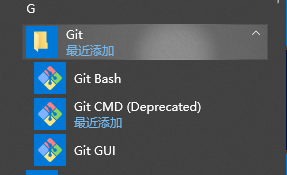 G
Git
最近添加
Git Bash
Git CMD (Deprecated)
最近添加
Git GUI